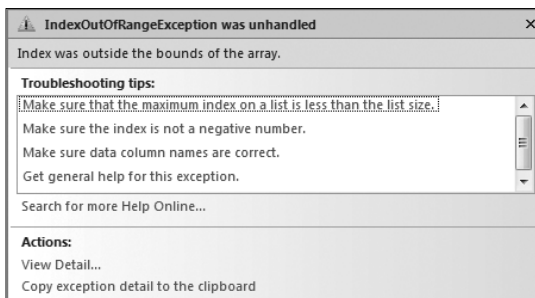 IndexOutOfRangeException was unhandled
Index was outside the bounds of the array.
Troubleshooting tips:
Make sure that the maximum index on a list is less than the list size.
Make sure the index is not a negative number.
Make sure data column names are correct.
Get general help for this exception.
Search for more Help Online...
Actions:
View Detail...
Copy exception detail to the clipboard